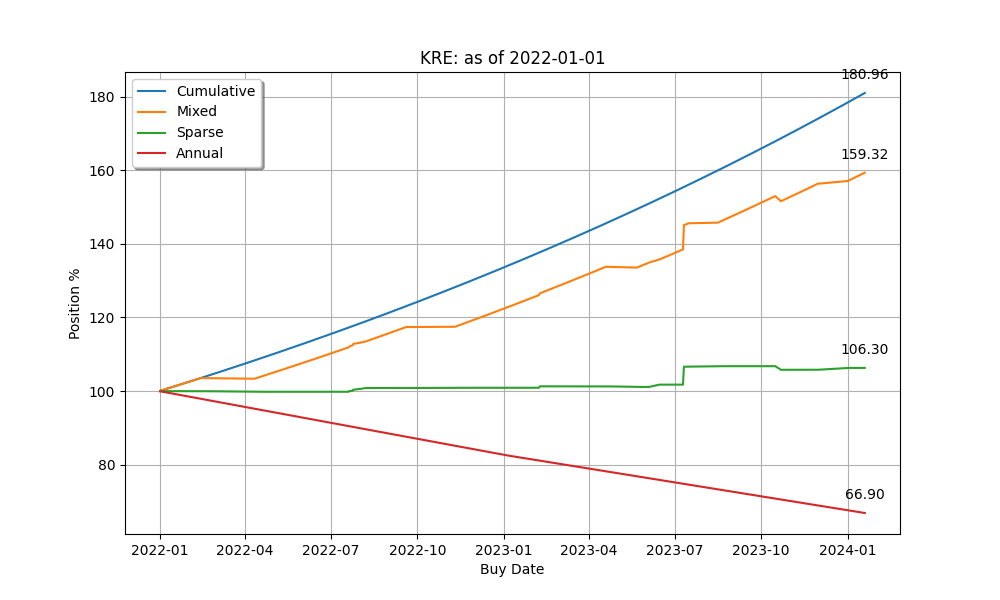 KRE: as of 2022-01-01
180.96
180
Cumulative
Mixed
Sparse
Annual
159.32
160
140
120
106.30
100
80
66.90
Position %
2022-01 2022-04 2022-07 2022-10 2023-01 2023-04 2023-07 2023-10 2024-01
Buy Date